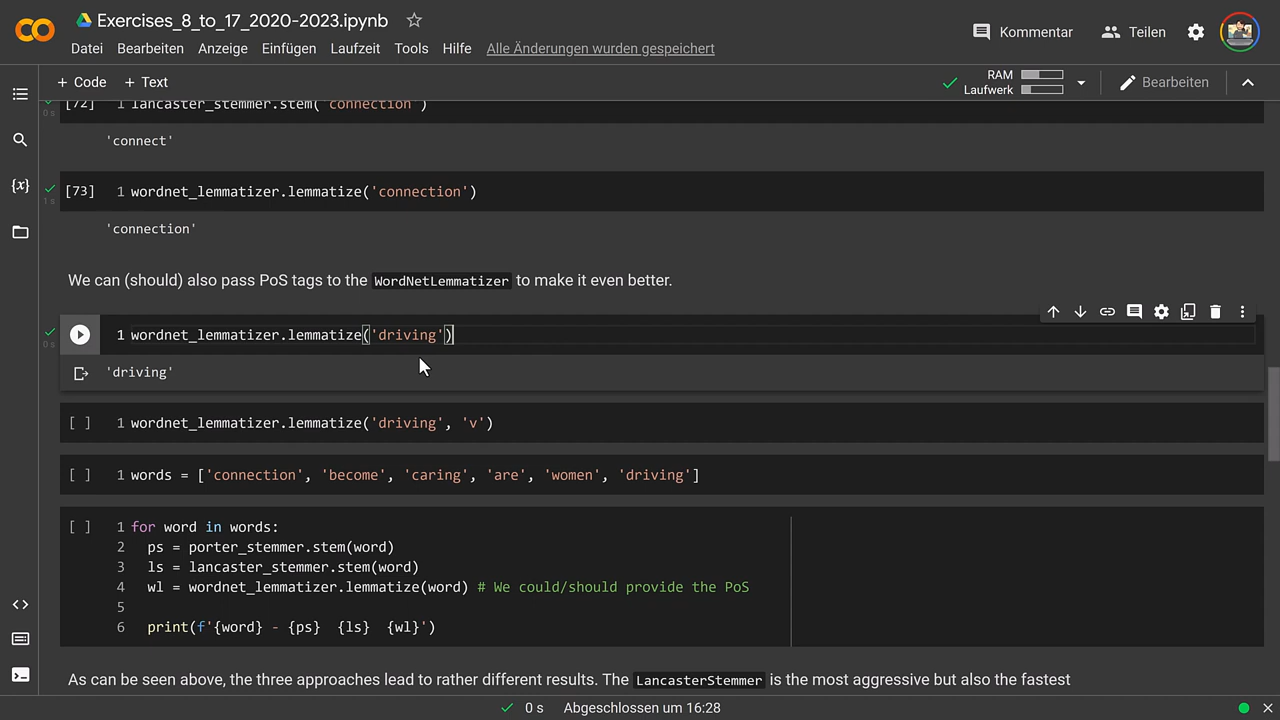 Exercises_8_to_17_2020-2023.ipynb
Datei Bearbeiten Anzeige Einfügen Laufzeit Tools Hilfe Alle Änderungen wurden gespeichert
Kommentar Teilen
+ Code + Text
RAM
Laufwerk
Bearbeiten
[72] 1 lancaster_stemmer.stem('connection')
0 s
'connect'
[73] 1 wordnet_lemmatizer.lemmatize('connection')
1 s
'connection'
We can (should) also pass PoS tags to the WordNetLemmatizer to make it even better.
1 wordnet_lemmatizer.lemmatize('driving')
0 s
'driving'
[ ] 1 wordnet_lemmatizer.lemmatize('driving', 'v')
[ ] 1 words = ['connection', 'become', 'caring', 'are', 'women', 'driving']
[ ] 1 for word in words:
2 ps = porter_stemmer.stem(word)
3 ls = lancaster_stemmer.stem(word)
4 wl = wordnet_lemmatizer.lemmatize(word) # We could/should provide the PoS
5
6 print(f'{word} - {ps} {ls} {wl}')
As can be seen above, the three approaches lead to rather different results. The LancasterStemmer is the most aggressive but also the fastest
0 s Abgeschlossen um 16:28